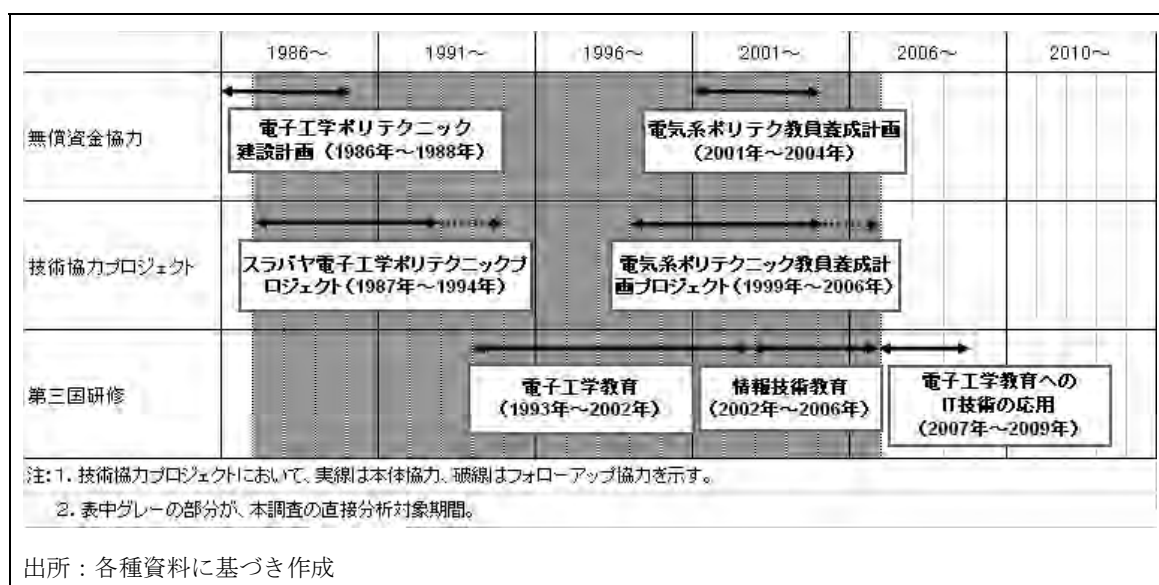 1986～ 1991～ 1996～ 2001～ 2006～ 2010～
無償資金協力
電子工学ポリテクニック
建設計画（1986年～1988年）
電気系ポリテク教員養成計画
（2001年～2004年）
技術協力プロジェクト
スラバヤ電子工学ポリテクニックプ
ロジェクト（1987年～1994年）
電気系ポリテクニック教員養成計
画プロジェクト（1999年～2006年）
第三国研修
電子工学教育
（1993年～2002年）
情報技術教育
（2002年～2006年）
電子工学教育への
IT技術の応用
（2007年～2009年）
注：1．技術協力プロジェクトにおいて、実線は本体協力、破線はフォローアップ協力を示す。
2．表中グレーの部分が、本調査の直接分析対象期間。
出所：各種資料に基づき作成